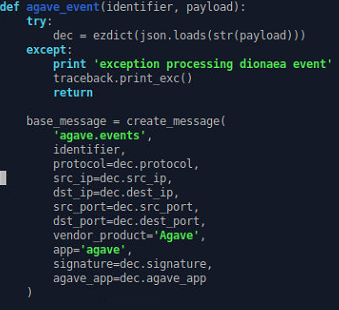 def agave_event(identifier, payload):
    try:
        dec = ezdict(json.loads(str(payload)))
    except:
        print 'exception processing dionaea event'
        traceback.print_exc()
        return

    base_message = create_message(
        'agave.events',
        identifier,
        protocol=dec.protocol,
        src_ip=dec.src_ip,
        dst_ip=dec.dest_ip,
        src_port=dec.src_port,
        dst_port=dec.dest_port,
        vendor_product='Agave',
        app='agave',
        signature=dec.signature,
        agave_app=dec.agave_app
    )